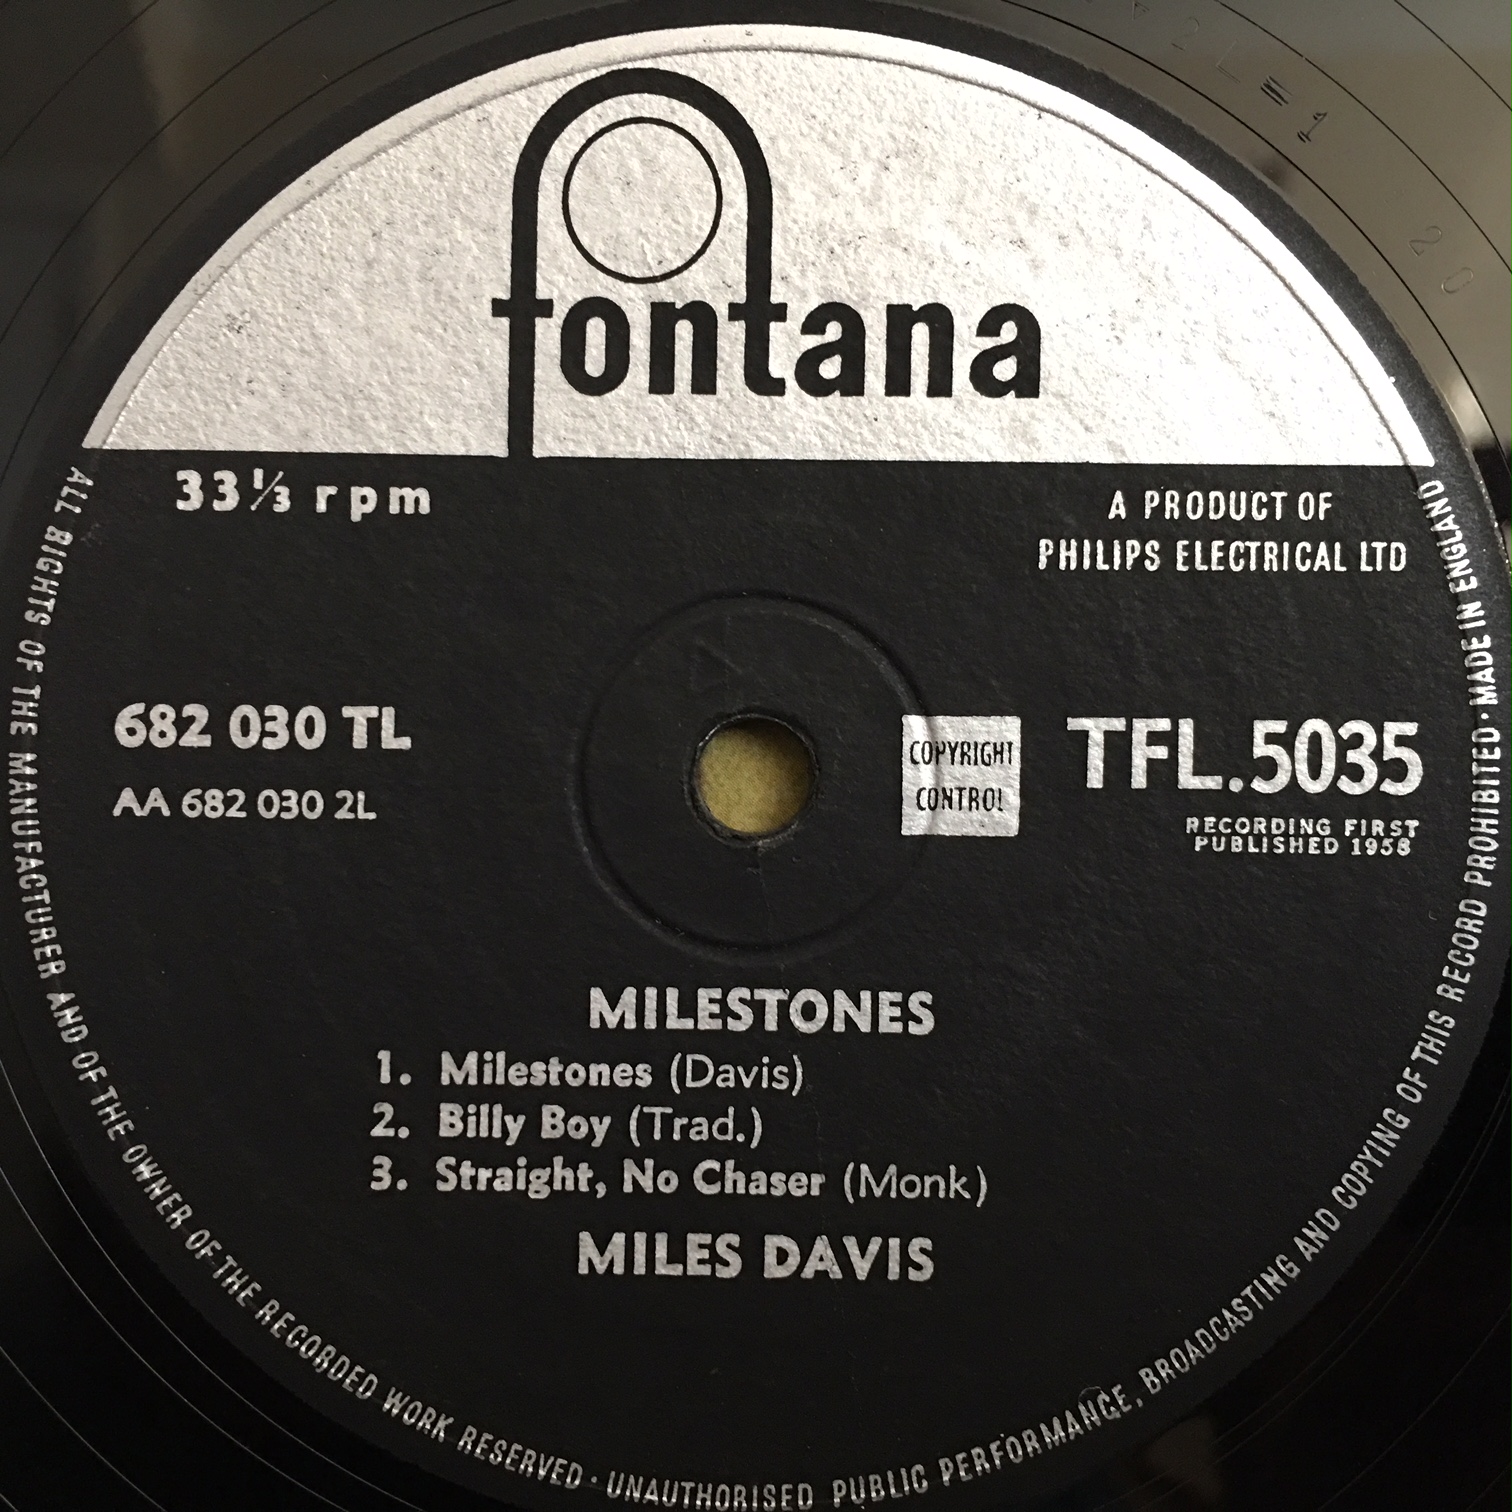 fontana
33⅓ rpm
A PRODUCT OF
PHILIPS ELECTRICAL LTD
682 030 TL
AA 682 030 2L
COPYRIGHT
CONTROL
TFL.5035
RECORDING FIRST
PUBLISHED 1958
MILESTONES
1. Milestones (Davis)
2. Billy Boy (Trad.)
3. Straight, No Chaser (Monk)
MILES DAVIS
ALL RIGHTS OF THE MANUFACTURER AND OF THE OWNER OF THE RECORDED WORK RESERVED · UNAUTHORISED PUBLIC PERFORMANCE, BROADCASTING AND COPYING OF THIS RECORD PROHIBITED · MADE IN ENGLAND
20